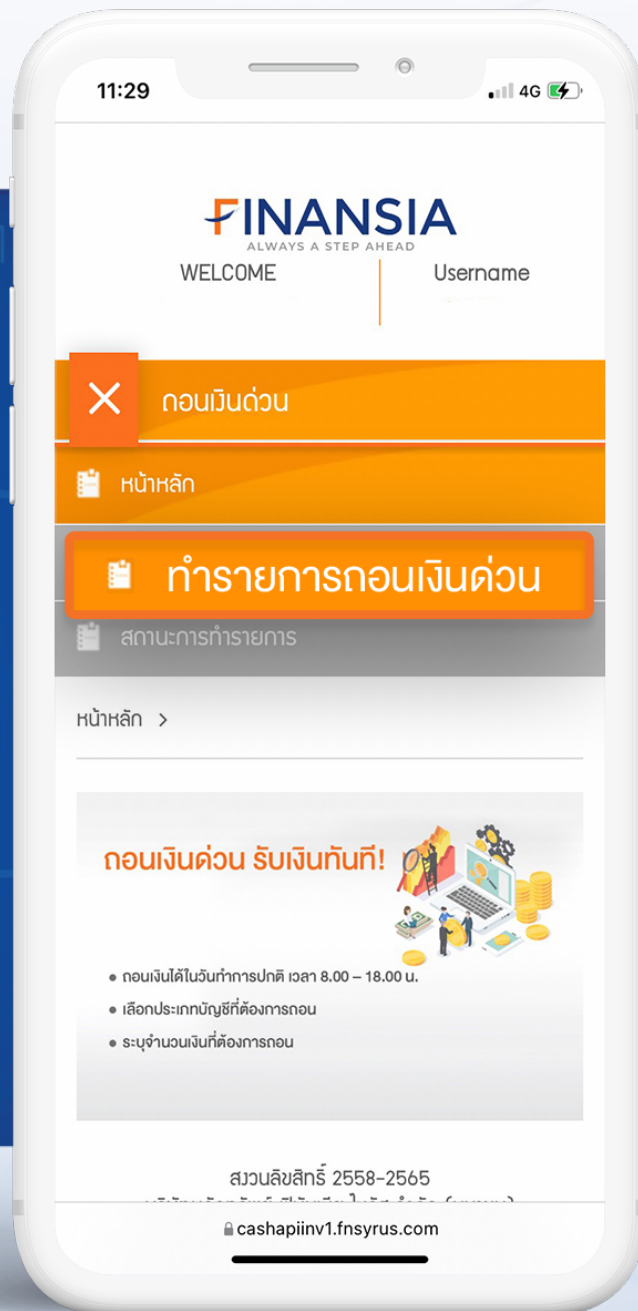 11:29
4G
FINANSIA
ALWAYS A STEP AHEAD
WELCOME
Username
ถอนเงินด่วน
หน้าหลัก
ทำรายการถอนเงินด่วน
สถานะการทำรายการ
หน้าหลัก >
ถอนเงินด่วน รับเงินทันที!
• ถอนเงินได้ในวันทำการปกติ เวลา 8.00 – 18.00 น.
• เลือกประเภทบัญชีที่ต้องการถอน
• ระบุจำนวนเงินที่ต้องการถอน
สงวนลิขสิทธิ์ 2558-2565
cashapiinv1.fnsyrus.com